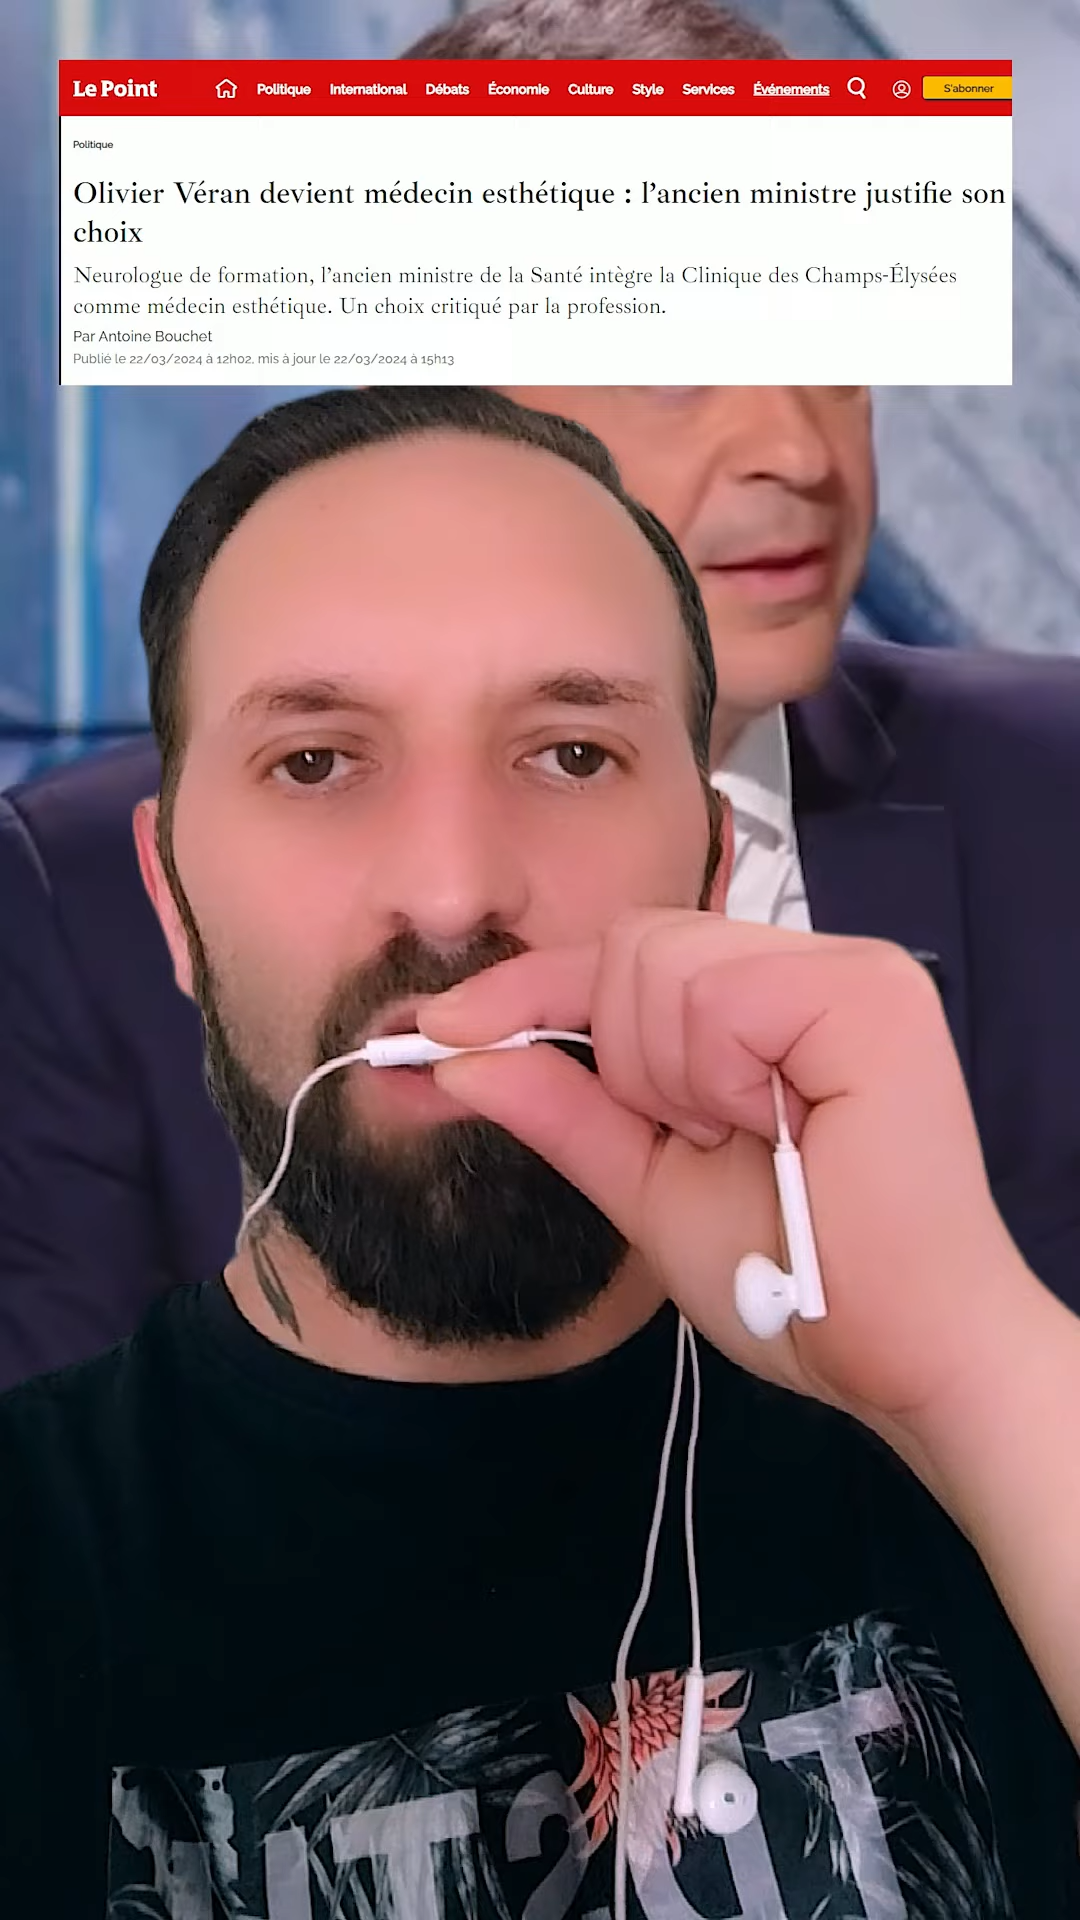 Le Point Politique International Débats Économie Culture Style Services Événements S'abonner
Politique
Olivier Véran devient médecin esthétique : l'ancien ministre justifie son
choix
Neurologue de formation, l'ancien ministre de la Santé intègre la Clinique des Champs-Élysées
comme médecin esthétique. Un choix critiqué par la profession.
Par Antoine Bouchet
Publié le 22/03/2024 à 12h02, mis à jour le 22/03/2024 à 15h13